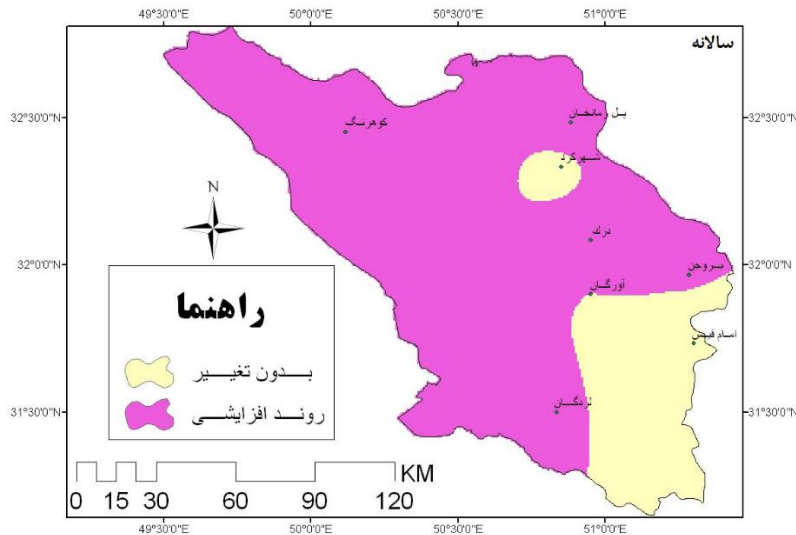 49°30'0"E 50°0'0"E 50°30'0"E 51°0'0"E
سالانه
32°30'0"N 32°30'0"N
پل زمانخان
کوهرنگ
شهرکرد
N
دزک
32°0'0"N 32°0'0"N
بروجن
آورگان
راهنما
امام قیس
بدون تغییر
روند افزایشی
لردگان
31°30'0"N 31°30'0"N
KM
0 15 30 60 90 120
49°30'0"E 50°0'0"E 50°30'0"E 51°0'0"E